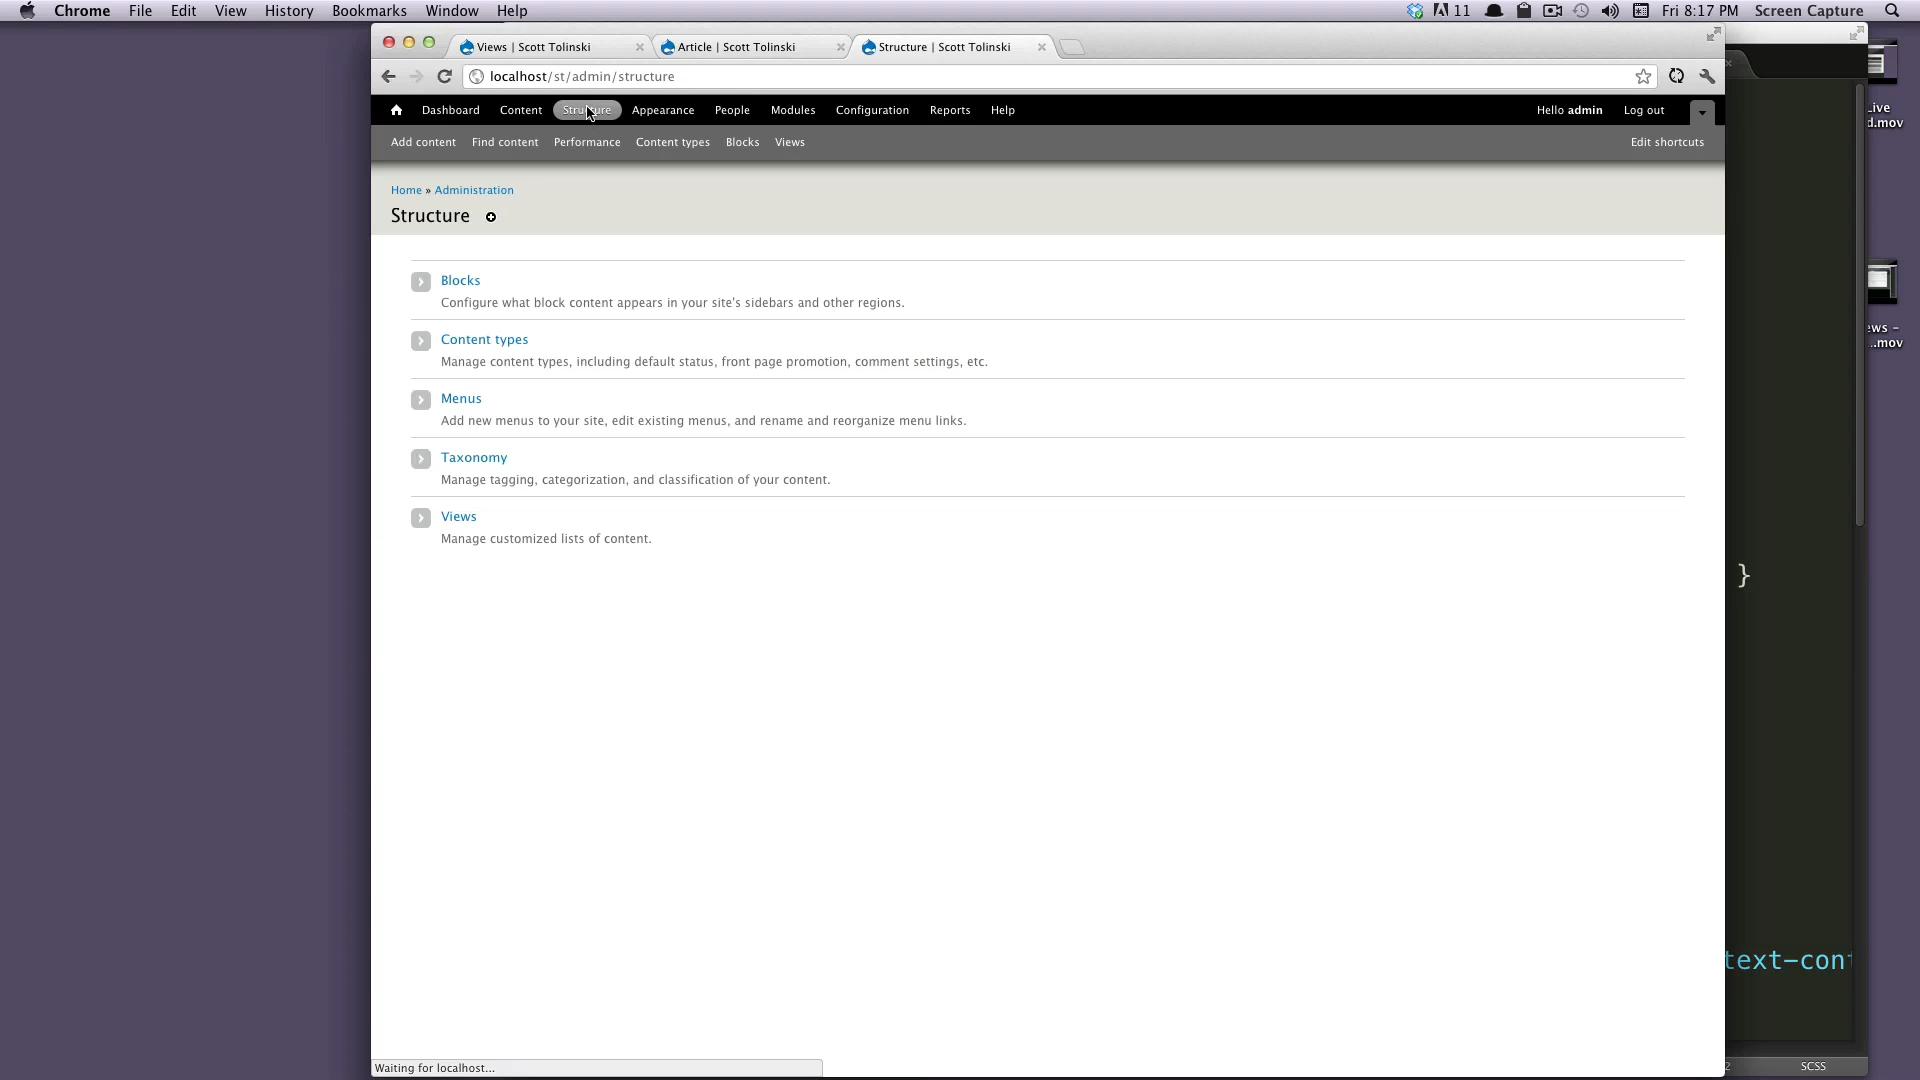 Chrome File Edit View History Bookmarks Window Help 11 Fri 8:17 PM Screen Capture
Views | Scott Tolinski Article | Scott Tolinski Structure | Scott Tolinski
localhost/st/admin/structure
Dashboard Content Structure Appearance People Modules Configuration Reports Help Hello admin Log out
Add content Find content Performance Content types Blocks Views Edit shortcuts
Home » Administration
Structure
Blocks
Configure what block content appears in your site's sidebars and other regions.
Content types
Manage content types, including default status, front page promotion, comment settings, etc.
Menus
Add new menus to your site, edit existing menus, and rename and reorganize menu links.
Taxonomy
Manage tagging, categorization, and classification of your content.
Views
Manage customized lists of content.
Waiting for localhost...
Live
d.mov
ews -
...mov
}
text-con
2 SCSS